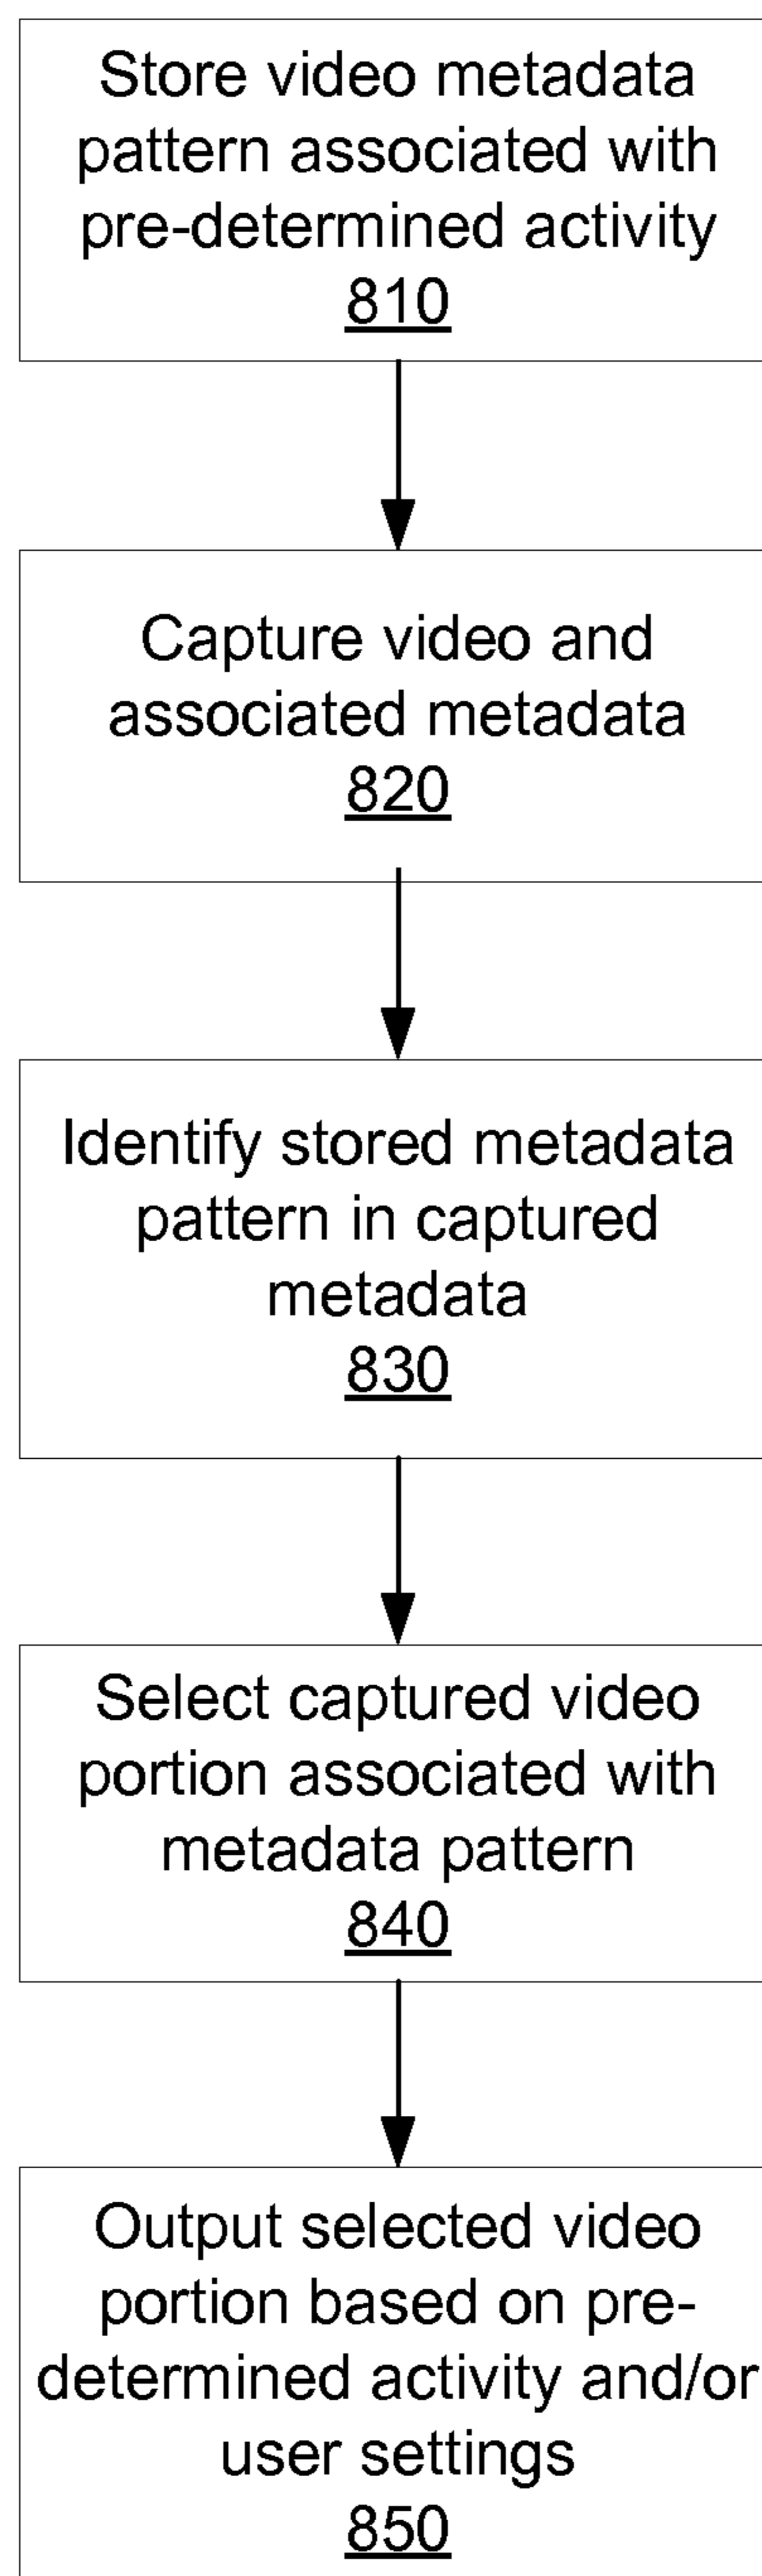 Store video metadata
pattern associated with
pre-determined activity
810
Capture video and
associated metadata
820
Identify stored metadata
pattern in captured
metadata
830
Select captured video
portion associated with
metadata pattern
840
Output selected video
portion based on pre-
determined activity and/or
user settings
850